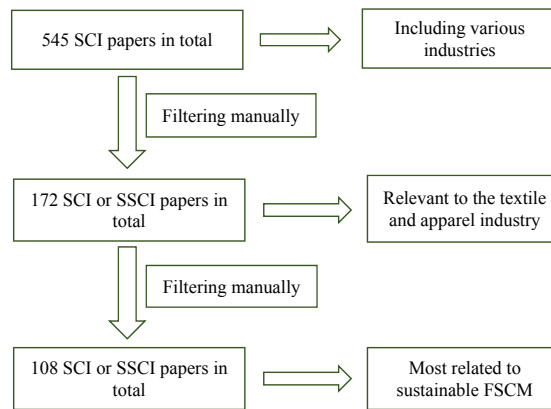 545 SCI papers in total
Including various
industries
Filtering manually
172 SCI or SSCI papers in
total
Relevant to the textile
and apparel industry
Filtering manually
108 SCI or SSCI papers in
total
Most related to
sustainable FSCM